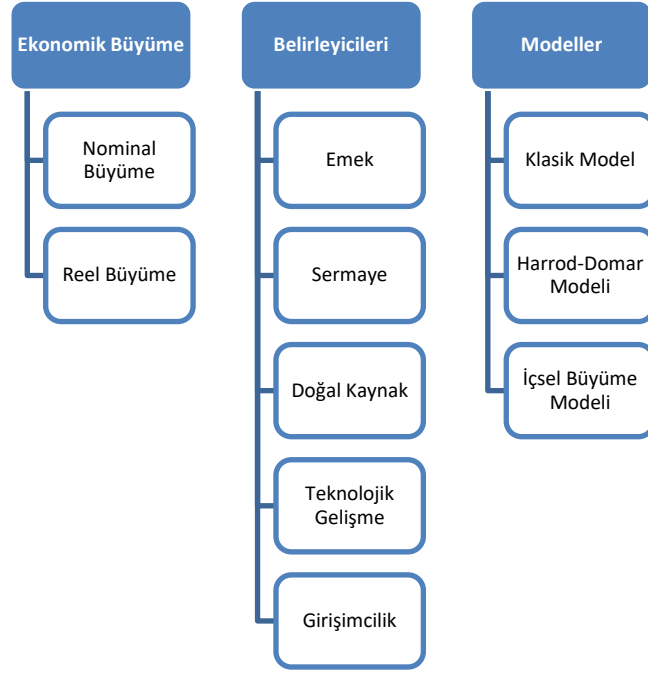 Ekonomik Büyüme
Nominal
Büyüme
Reel Büyüme
Belirleyicileri
Emek
Sermaye
Doğal Kaynak
Teknolojik
Gelişme
Girişimcilik
Modeller
Klasik Model
Harrod-Domar
Modeli
İçsel Büyüme
Modeli